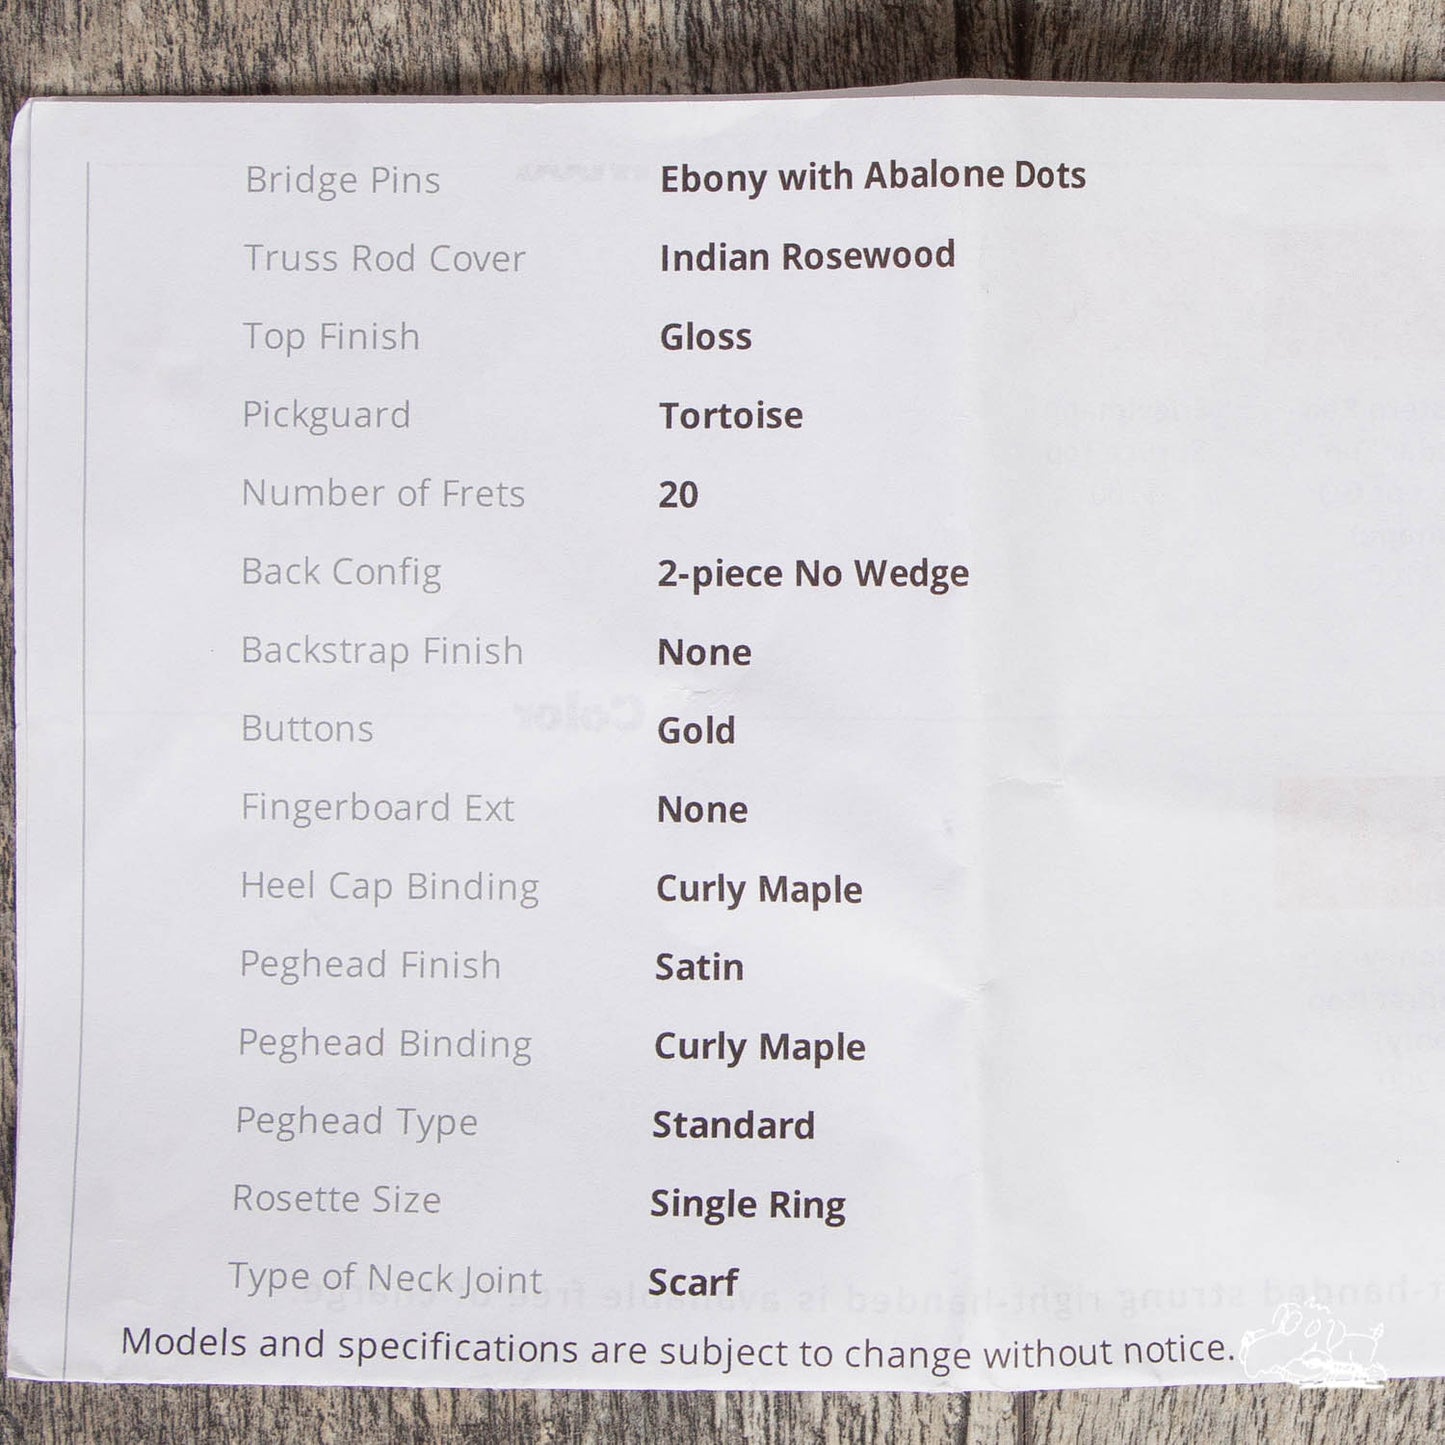 Bridge Pins Ebony with Abalone Dots
Truss Rod Cover Indian Rosewood
Top Finish Gloss
Pickguard Tortoise
Number of Frets 20
Back Config 2-piece No Wedge
Backstrap Finish None
Buttons Gold
Fingerboard Ext None
Heel Cap Binding Curly Maple
Peghead Finish Satin
Peghead Binding Curly Maple
Peghead Type Standard
Rosette Size Single Ring
Type of Neck Joint Scarf
Models and specifications are subject to change without notice.